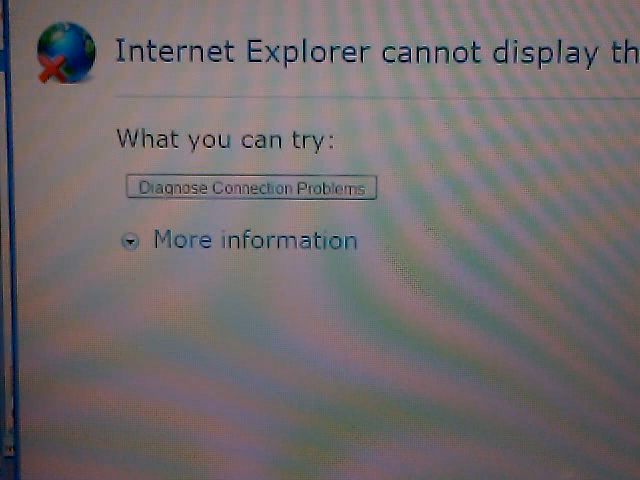 Internet Explorer cannot display th
What you can try:
Diagnose Connection Problems
More information